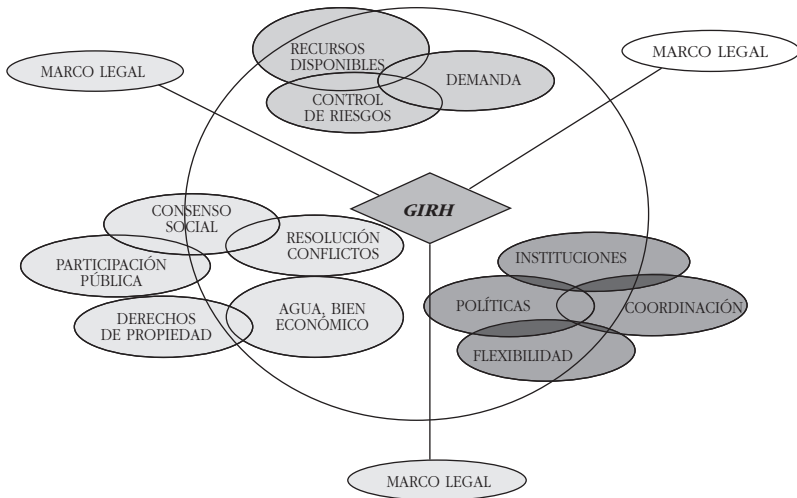 RECURSOS
DISPONIBLES
DEMANDA
CONTROL
DE RIESGOS
MARCO LEGAL
MARCO LEGAL
GIRH
CONSENSO
SOCIAL
RESOLUCIÓN
CONFLICTOS
PARTICIPACIÓN
PÚBLICA
DERECHOS
DE PROPIEDAD
AGUA, BIEN
ECONÓMICO
INSTITUCIONES
POLÍTICAS
COORDINACIÓN
FLEXIBILIDAD
MARCO LEGAL